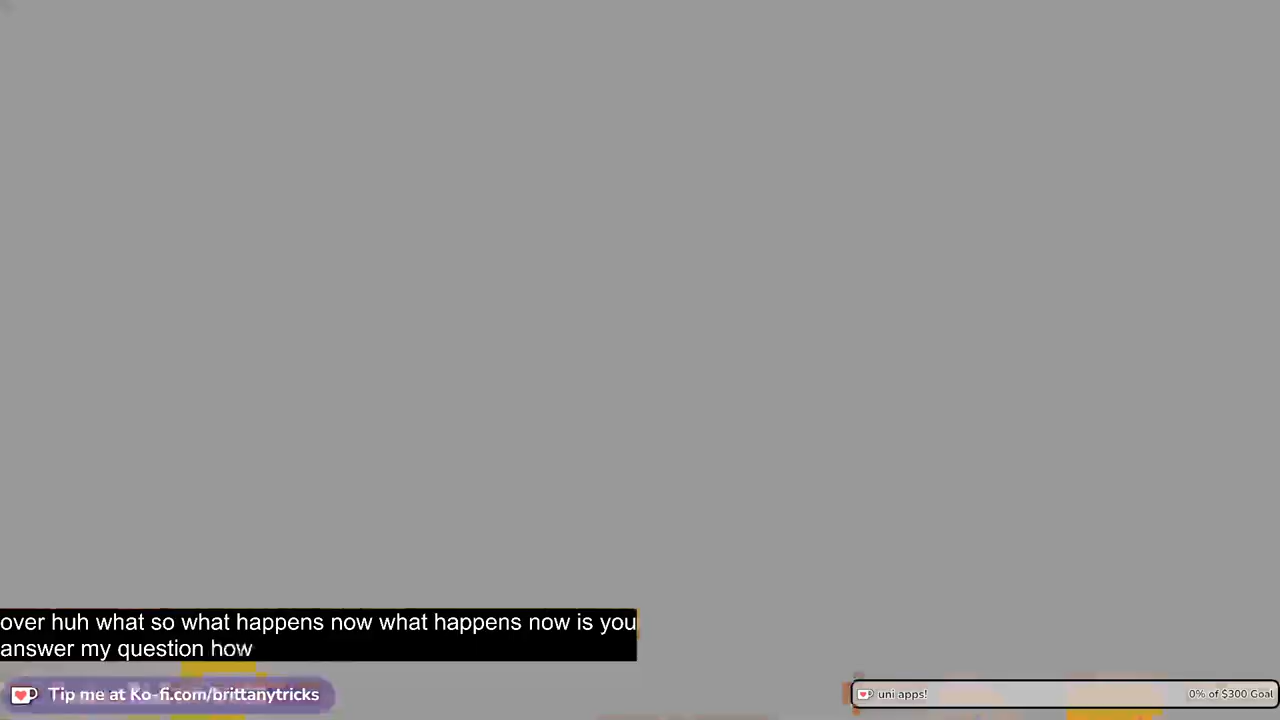 over huh what so what happens now what happens now is you
answer my question how
Tip me at Ko-fi.com/brittanytricks
uni apps!
0% of $300 Goal